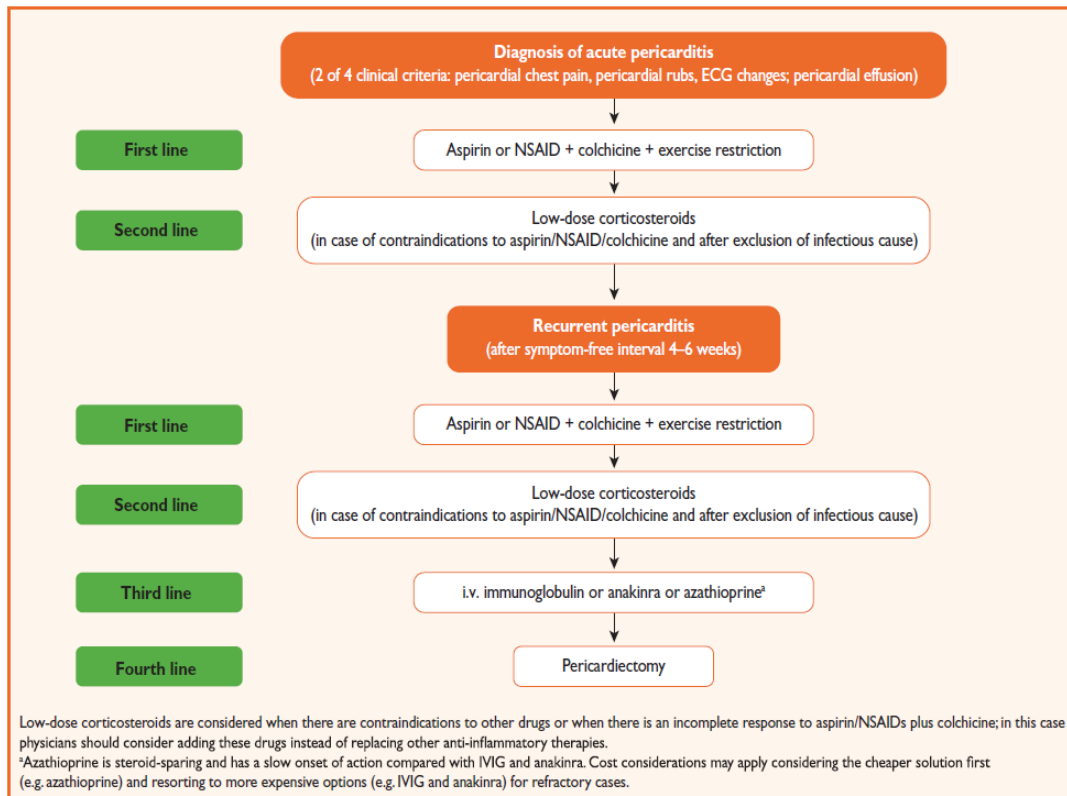 Diagnosis of acute pericarditis
(2 of 4 clinical criteria: pericardial chest pain, pericardial rubs, ECG changes; pericardial effusion)
First line
Aspirin or NSAID + colchicine + exercise restriction
Second line
Low-dose corticosteroids
(in case of contraindications to aspirin/NSAID/colchicine and after exclusion of infectious cause)
Recurrent pericarditis
(after symptom-free interval 4–6 weeks)
First line
Aspirin or NSAID + colchicine + exercise restriction
Second line
Low-dose corticosteroids
(in case of contraindications to aspirin/NSAID/colchicine and after exclusion of infectious cause)
Third line
i.v. immunoglobulin or anakinra or azathioprineª
Fourth line
Pericardiectomy
Low-dose corticosteroids are considered when there are contraindications to other drugs or when there is an incomplete response to aspirin/NSAIDs plus colchicine; in this case
physicians should consider adding these drugs instead of replacing other anti-inflammatory therapies.
ªAzathioprine is steroid-sparing and has a slow onset of action compared with IVIG and anakinra. Cost considerations may apply considering the cheaper solution first
(e.g. azathioprine) and resorting to more expensive options (e.g. IVIG and anakinra) for refractory cases.